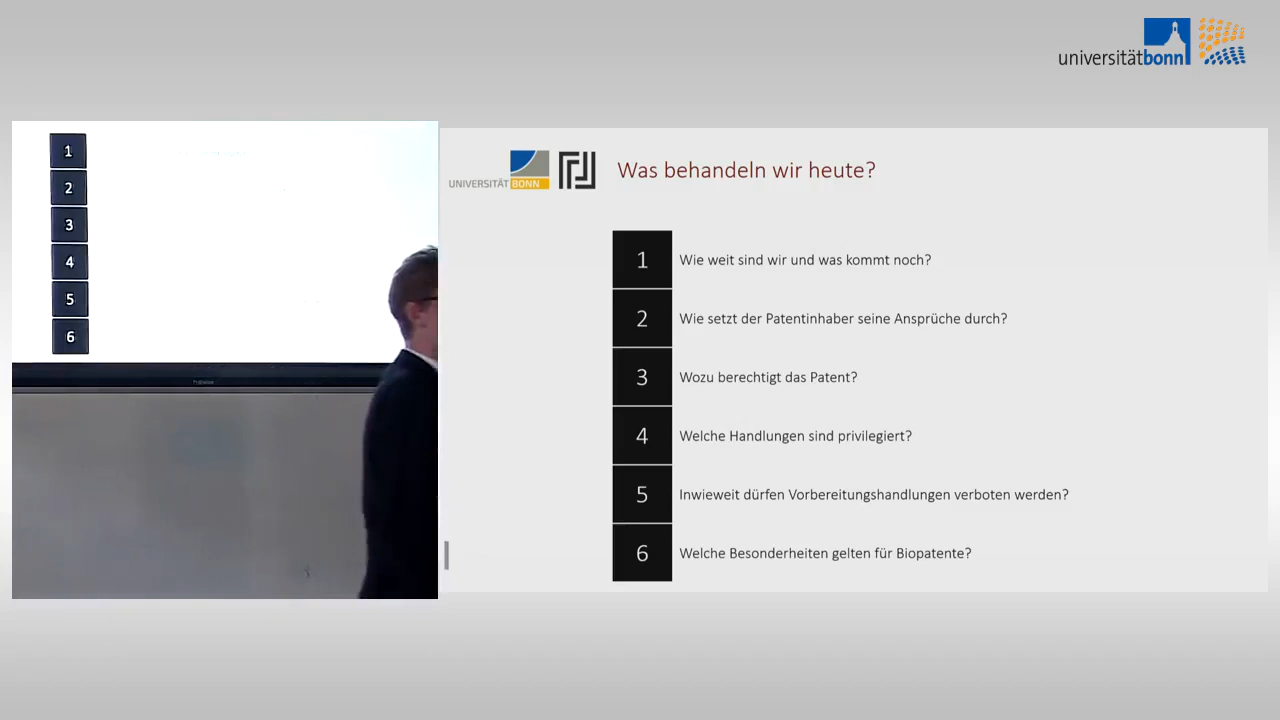 universitätbonn
1
2
3
4
5
6
UNIVERSITÄT BONN
Was behandeln wir heute?
1 Wie weit sind wir und was kommt noch?
2 Wie setzt der Patentinhaber seine Ansprüche durch?
3 Wozu berechtigt das Patent?
4 Welche Handlungen sind privilegiert?
5 Inwieweit dürfen Vorbereitungshandlungen verboten werden?
6 Welche Besonderheiten gelten für Biopatente?